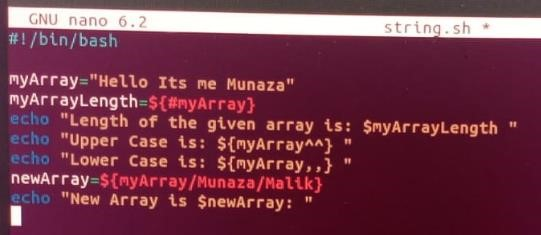 GNU nano 6.2 string.sh *
#!/bin/bash
myArray="Hello Its me Munaza"
myArrayLength=${#myArray}
echo "Length of the given array is: $myArrayLength "
echo "Upper Case is: ${myArray^^} "
echo "Lower Case is: ${myArray,,} "
newArray=${myArray/Munaza/Malik}
echo "New Array is $newArray: "